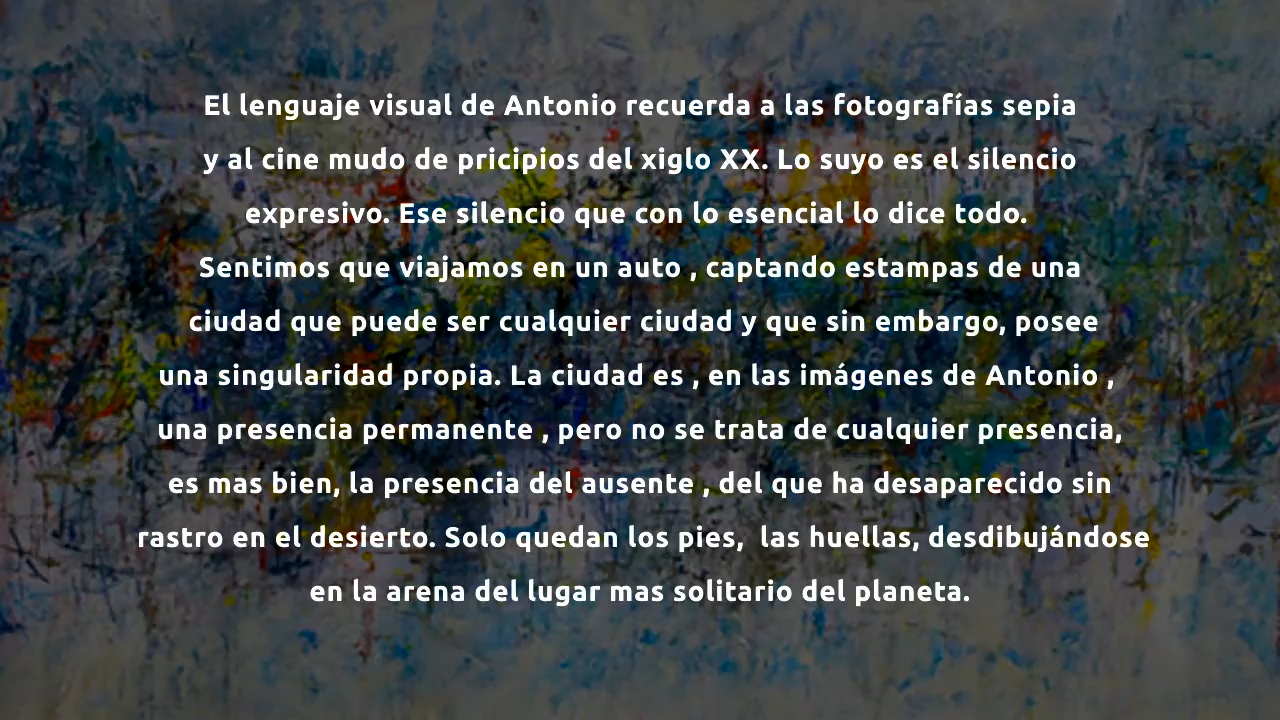 El lenguaje visual de Antonio recuerda a las fotografías sepia
y al cine mudo de pricipios del xiglo XX. Lo suyo es el silencio
expresivo. Ese silencio que con lo esencial lo dice todo.
Sentimos que viajamos en un auto , captando estampas de una
ciudad que puede ser cualquier ciudad y que sin embargo, posee
una singularidad propia. La ciudad es , en las imágenes de Antonio ,
una presencia permanente , pero no se trata de cualquier presencia,
es mas bien, la presencia del ausente , del que ha desaparecido sin
rastro en el desierto. Solo quedan los pies,  las huellas, desdibujándose
en la arena del lugar mas solitario del planeta.